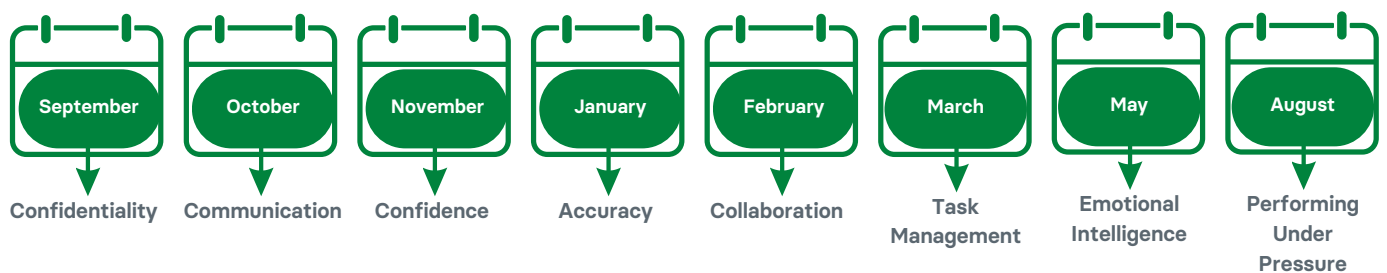 September
October
November
January
February
March
May
August
Confidentiality
Communication
Confidence
Accuracy
Collaboration
Task
Management
Emotional
Intelligence
Performing
Under
Pressure